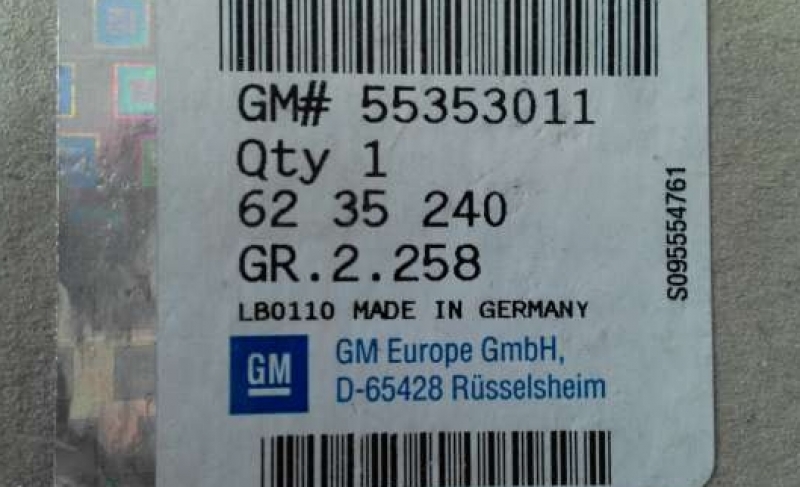 GM# 55353011
Qty 1
62 35 240
GR.2.258
LB0110 MADE IN GERMANY
GM
GM Europe GmbH,
D-65428 Rüsselsheim
S095554761